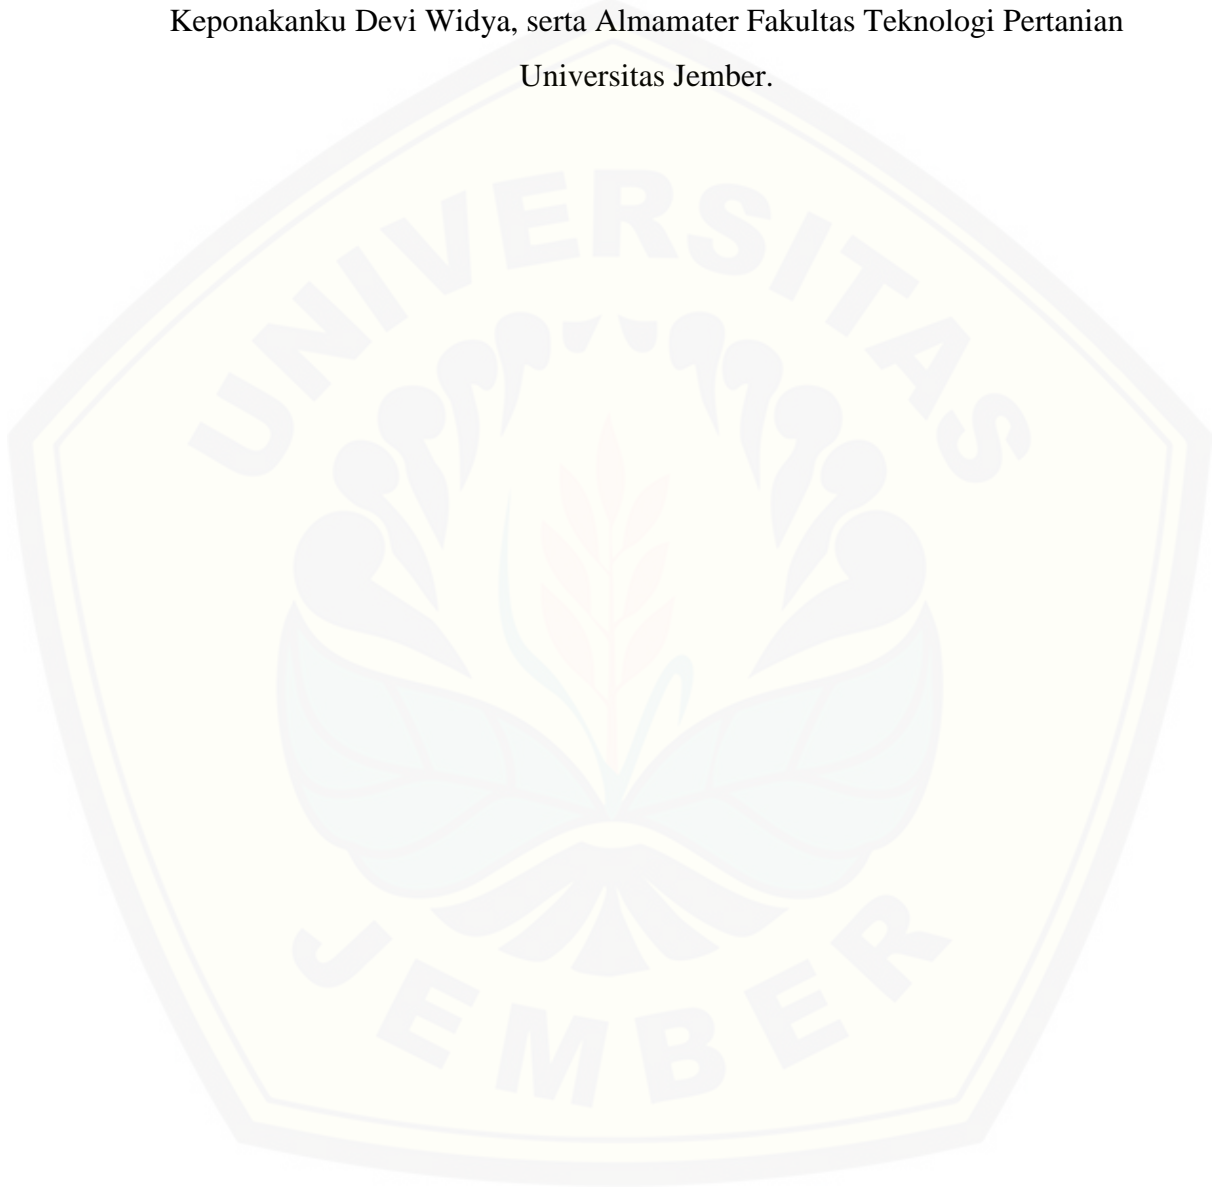 Keponakanku Devi Widya, serta Almamater Fakultas Teknologi Pertanian
Universitas Jember.
UNIVERSITAS
JEMBER